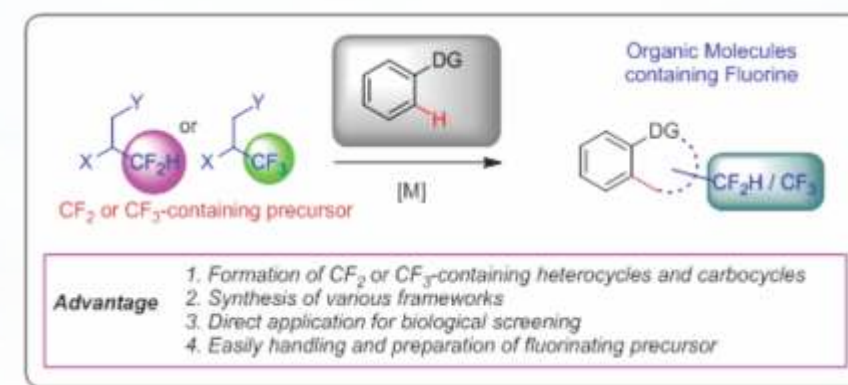 Organic Molecules
containing Fluorine
DG
H
Y
or
Y
X
CF₂H
X
CF₃
[M]
DG
CF₂H / CF₃
CF₂ or CF₃-containing precursor
Advantage
1. Formation of CF₂ or CF₃-containing heterocycles and carbocycles
2. Synthesis of various frameworks
3. Direct application for biological screening
4. Easily handling and preparation of fluorinating precursor